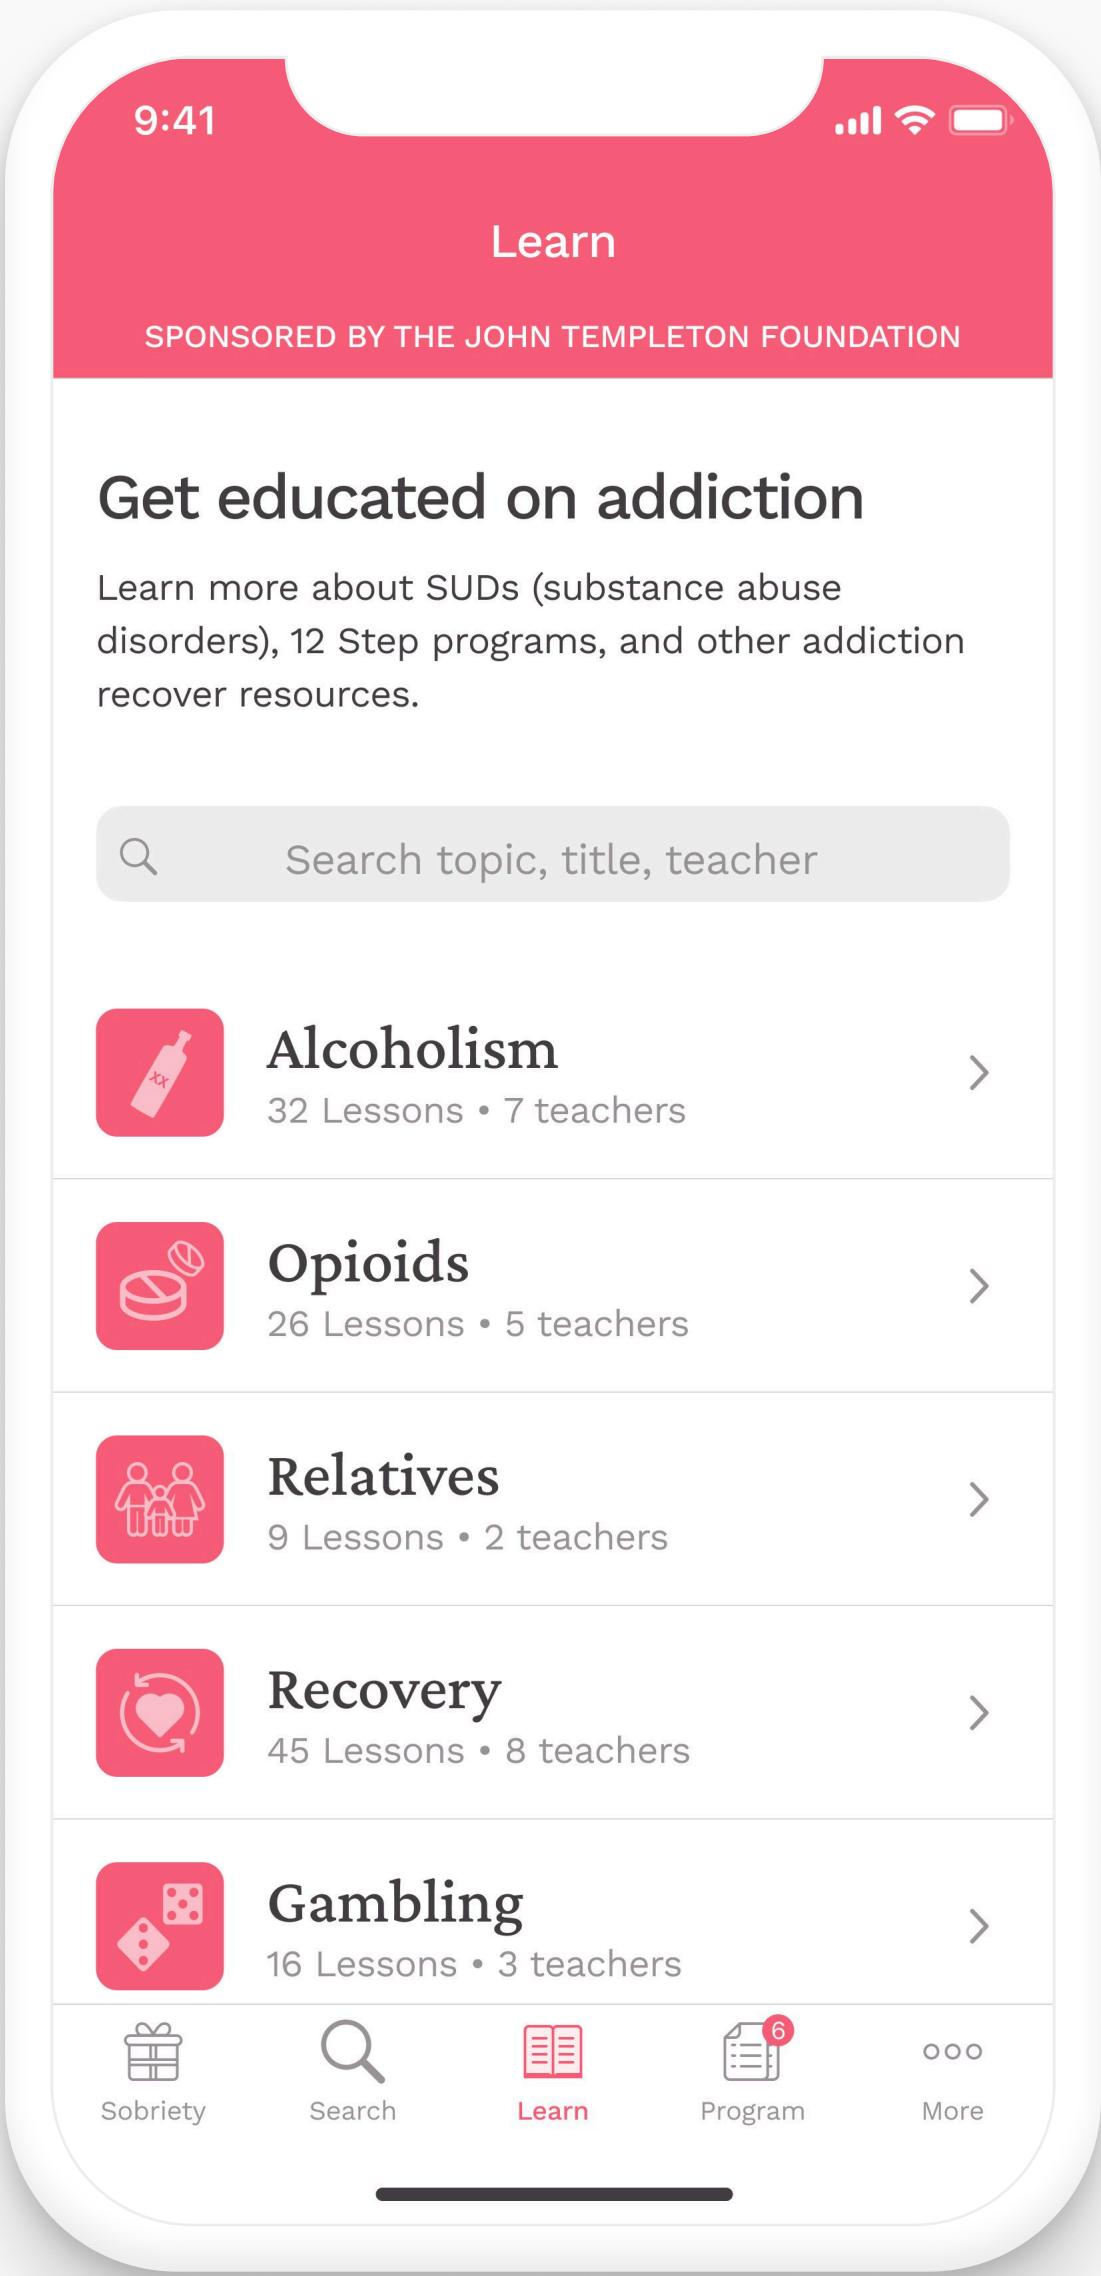 9:41
Learn
SPONSORED BY THE JOHN TEMPLETON FOUNDATION
Get educated on addiction
Learn more about SUDs (substance abuse
disorders), 12 Step programs, and other addiction
recover resources.
Search topic, title, teacher
XX
Alcoholism
32 Lessons • 7 teachers
Opioids
26 Lessons • 5 teachers
Relatives
9 Lessons • 2 teachers
Recovery
45 Lessons • 8 teachers
Gambling
16 Lessons • 3 teachers
6
Sobriety
Search
Learn
Program
More